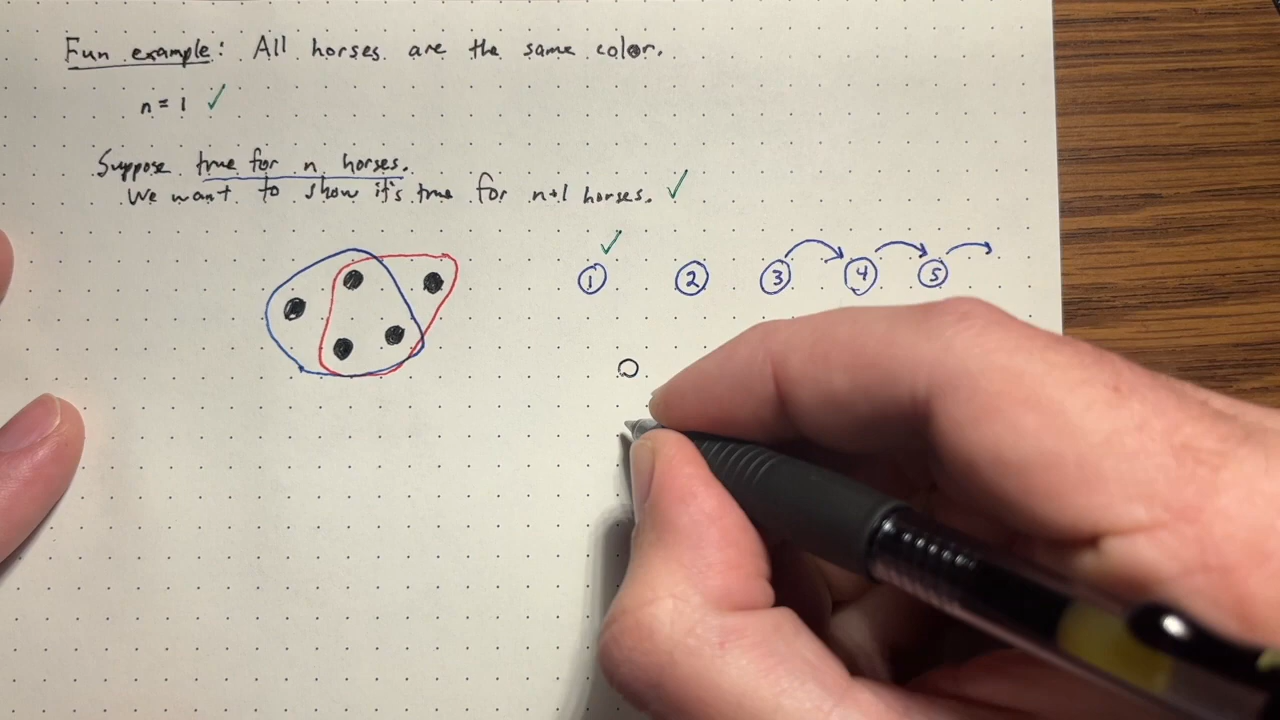 Fun example: All horses are the same color.
n = 1 ✓
Suppose true for n horses.
We want to show it's true for n+1 horses. ✓
✓
1 2 3 4 5